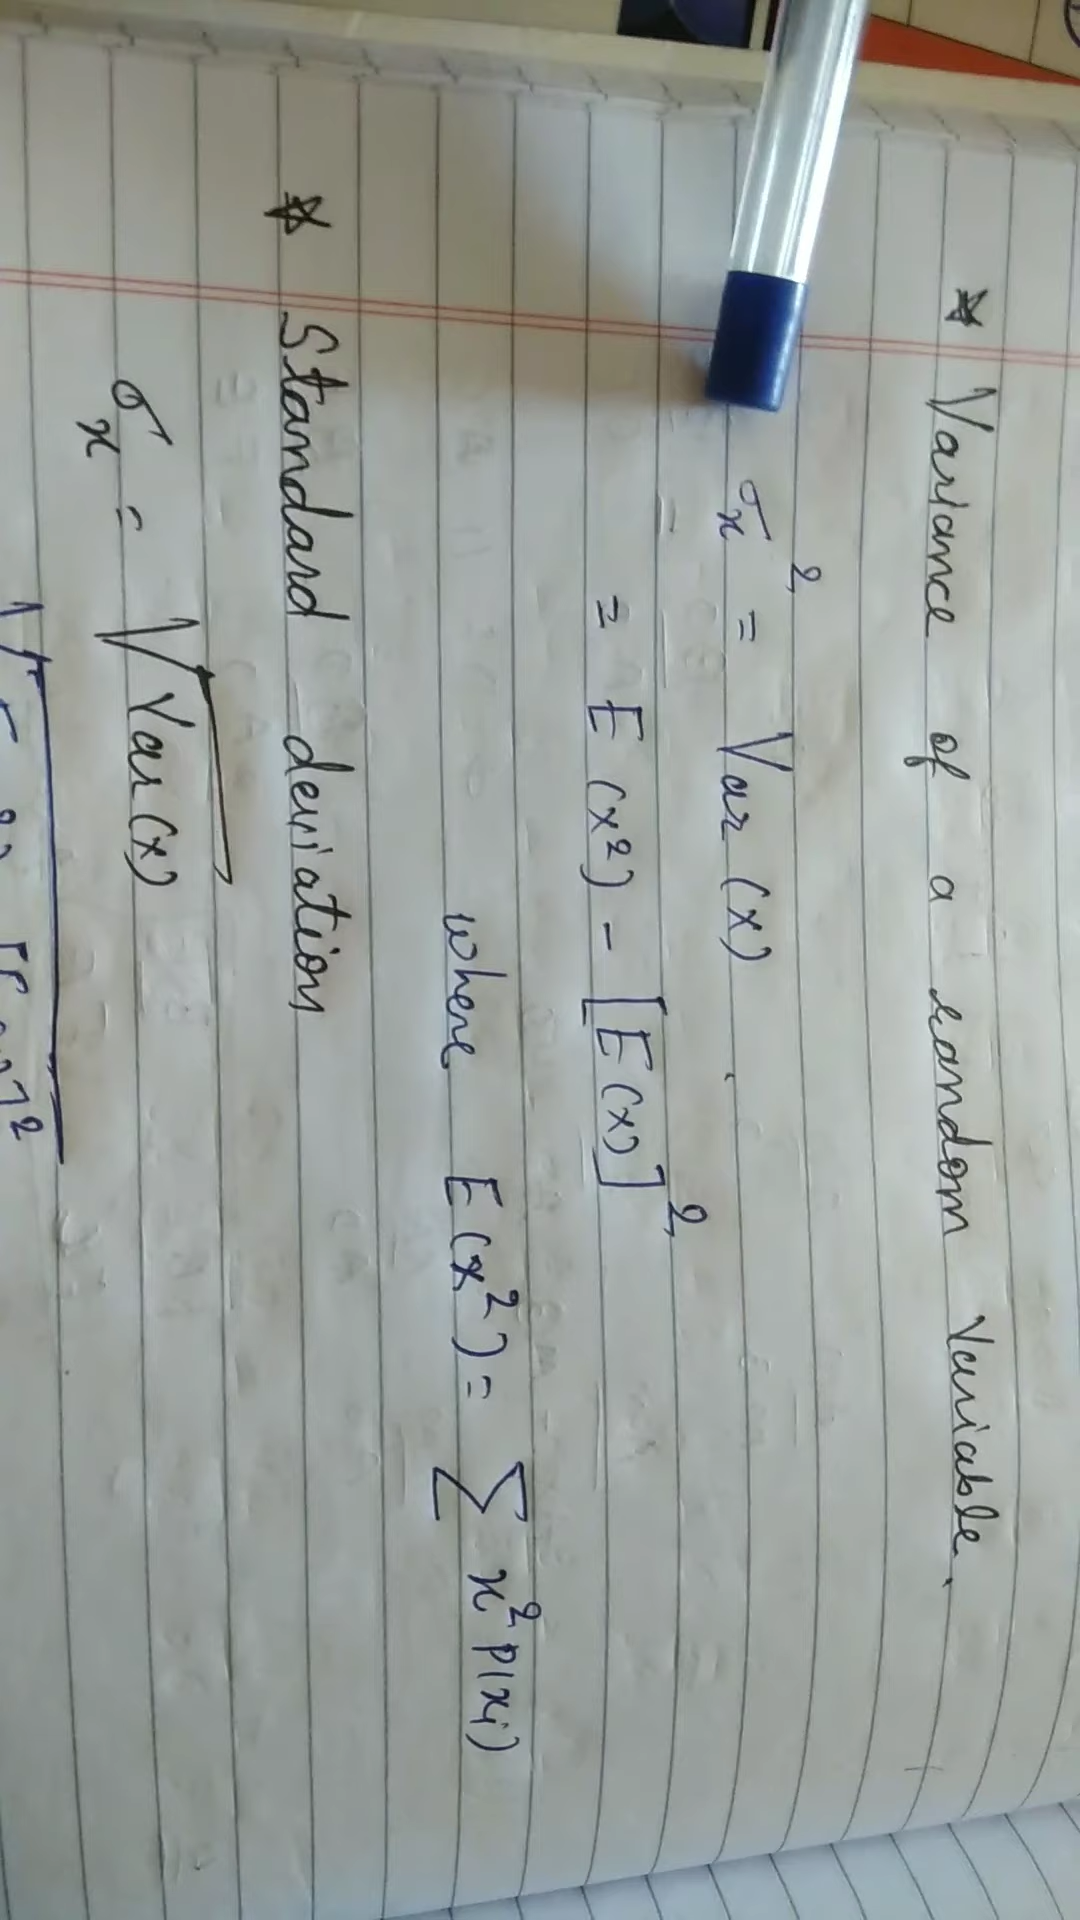 * Variance of a random Variable.
σx² = Var (x)
= E (x²) - [E(x)]²
where E(x²) = ∑ x² p(xi)
* Standard deviation
σx = √Var(x)